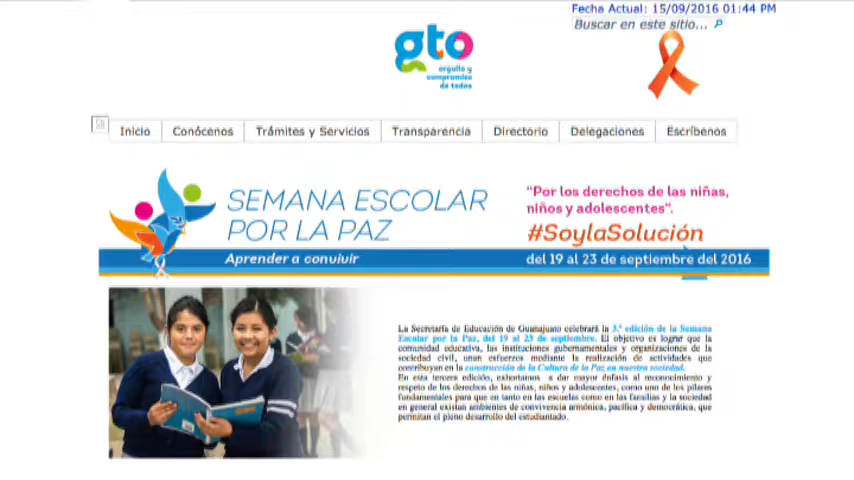 Fecha Actual: 15/09/2016 01:44 PM
Buscar en este sitio...
gto
orgullo y
compromiso
de todos
Inicio
Conócenos
Trámites y Servicios
Transparencia
Directorio
Delegaciones
Escríbenos
SEMANA ESCOLAR
POR LA PAZ
Aprender a convivir
"Por los derechos de las niñas,
niños y adolescentes".
#SoylaSolución
del 19 al 23 de septiembre del 2016
La Secretaría de Educación de Guanajuato celebrará la 3.ª edición de la Semana
Escolar por la Paz, del 19 al 23 de septiembre. El objetivo es lograr que la
comunidad educativa, las instituciones gubernamentales y organizaciones de la
sociedad civil, unan esfuerzos mediante la realización de actividades que
contribuyan en la construcción de la Cultura de la Paz en nuestra sociedad.
En esta tercera edición, exhortamos a dar mayor énfasis al reconocimiento y
respeto de los derechos de las niñas, niños y adolescentes, como uno de los pilares
fundamentales para que en tanto en las escuelas como en las familias y la sociedad
en general existan ambientes de convivencia armónica, pacífica y democrática, que
permitan el pleno desarrollo del estudiantado.